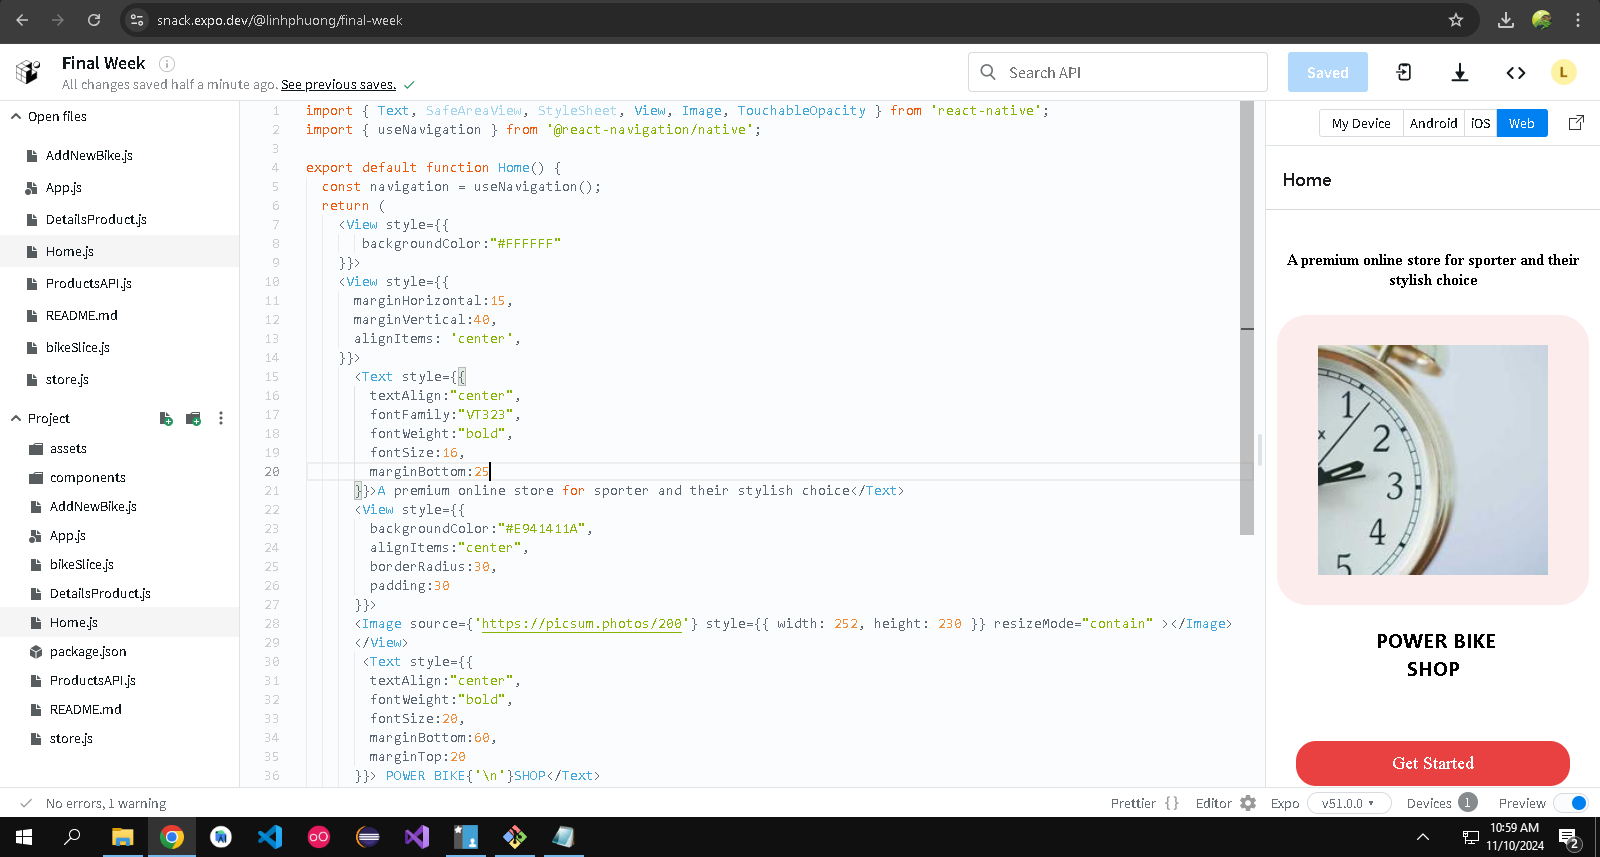 snack.expo.dev/@linhphuong/final-week
Final Week
All changes saved half a minute ago. See previous saves.
Search API
Saved
L
Open files
AddNewBike.js
App.js
DetailsProduct.js
Home.js
ProductsAPI.js
README.md
bikeSlice.js
store.js
Project
assets
components
AddNewBike.js
App.js
bikeSlice.js
DetailsProduct.js
Home.js
package.json
ProductsAPI.js
README.md
store.js
1 import { Text, SafeAreaView, StyleSheet, View, Image, TouchableOpacity } from 'react-native';
2 import { useNavigation } from '@react-navigation/native';
3
4 export default function Home() {
5 const navigation = useNavigation();
6 return (
7 <View style={{
8 backgroundColor:"#FFFFFF"
9 }}>
10 <View style={{
11 marginHorizontal:15,
12 marginVertical:40,
13 alignItems: 'center',
14 }}>
15 <Text style={{
16 textAlign:"center",
17 fontFamily:"VT323",
18 fontWeight:"bold",
19 fontSize:16,
20 marginBottom:25
21 }}>A premium online store for sporter and their stylish choice</Text>
22 <View style={{
23 backgroundColor:"#E941411A",
24 alignItems:"center",
25 borderRadius:30,
26 padding:30
27 }}>
28 <Image source={'https://picsum.photos/200'} style={{ width: 252, height: 230 }} resizeMode="contain" ></Image>
29 </View>
30 <Text style={{
31 textAlign:"center",
32 fontWeight:"bold",
33 fontSize:20,
34 marginBottom:60,
35 marginTop:20
36 }}> POWER BIKE{'\n'}SHOP</Text>
My Device
Android
iOS
Web
Home
A premium online store for sporter and their
stylish choice
1
2
3
4
5
POWER BIKE
SHOP
Get Started
No errors, 1 warning
Prettier { }
Editor
Expo
v51.0.0
Devices 1
Preview
10:59 AM
11/10/2024
2